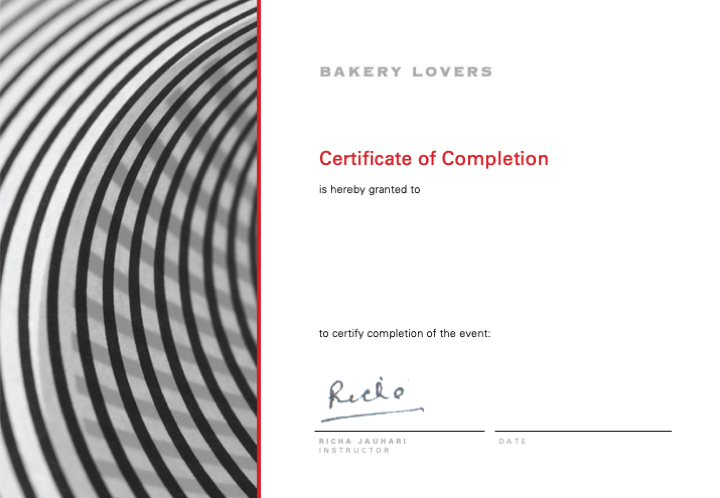 BAKERY LOVERS
Certificate of Completion
is hereby granted to
to certify completion of the event:
Richa
RICHA JAUHARI
INSTRUCTOR
DATE